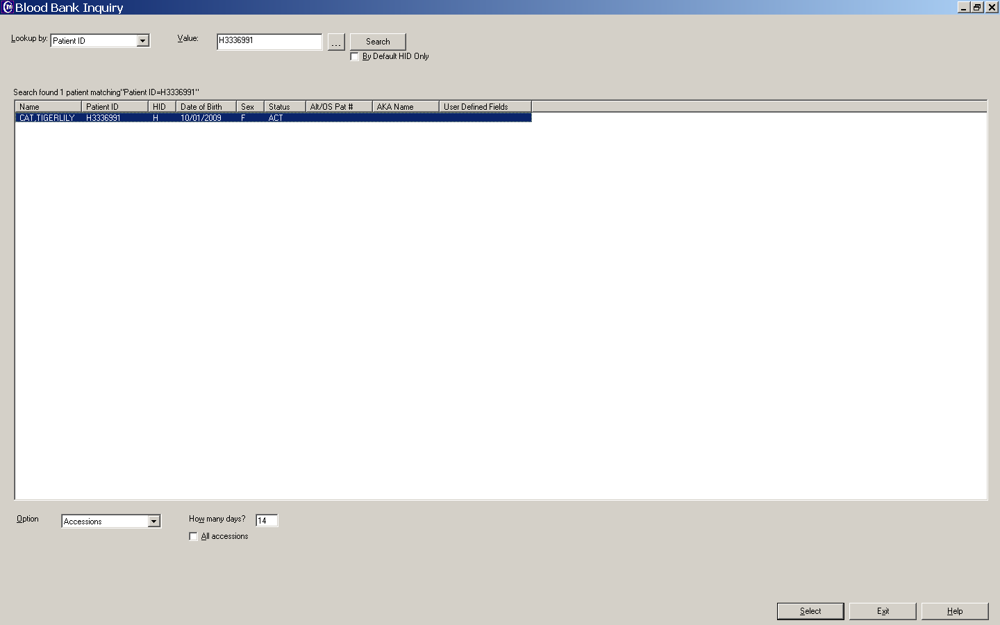 Blood Bank Inquiry
Lookup by: Patient ID Value: H3336991 ... Search
By Default HID Only
Search found 1 patient matching"Patient ID=H3336991"
Name Patient ID HID Date of Birth Sex Status Alt/OS Pat # AKA Name User Defined Fields
CAT,TIGERLILY H3336991 H 10/01/2009 F ACT
Option Accessions How many days? 14
All accessions
Select Exit Help